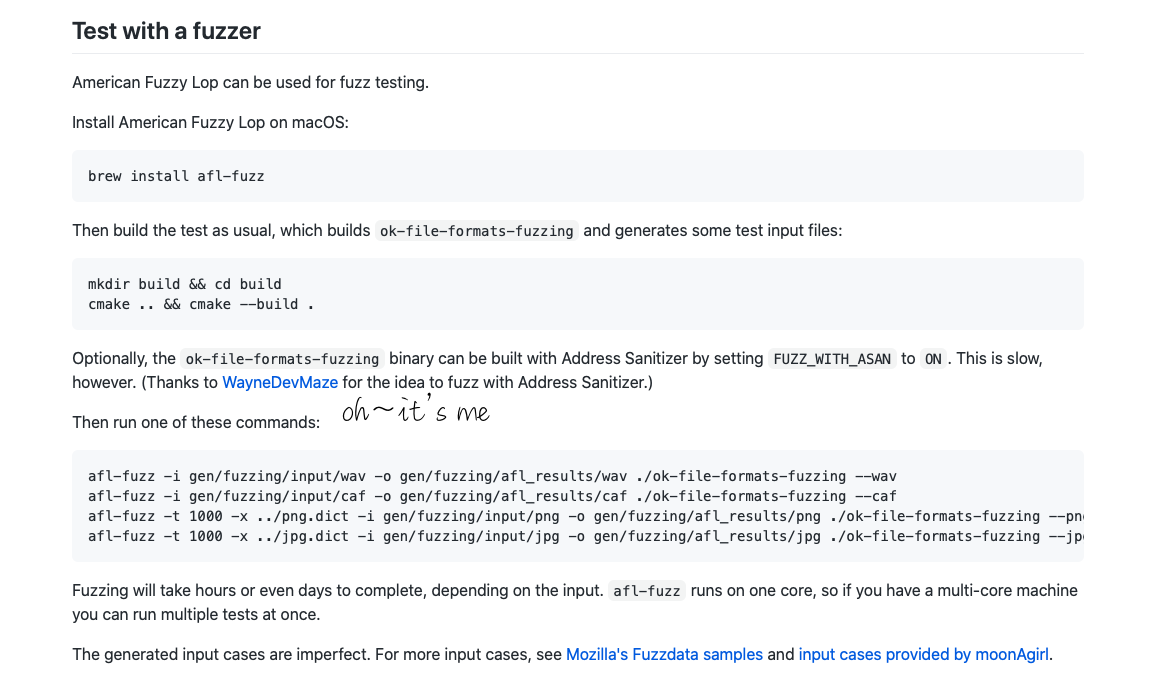 Test with a fuzzer
American Fuzzy Lop can be used for fuzz testing.
Install American Fuzzy Lop on macOS:
brew install afl-fuzz
Then build the test as usual, which builds ok-file-formats-fuzzing and generates some test input files:
mkdir build && cd build
cmake .. && cmake --build .
Optionally, the ok-file-formats-fuzzing binary can be built with Address Sanitizer by setting FUZZ_WITH_ASAN to ON . This is slow,
however. (Thanks to WayneDevMaze for the idea to fuzz with Address Sanitizer.)
oh~it's me
Then run one of these commands:
afl-fuzz -i gen/fuzzing/input/wav -o gen/fuzzing/afl_results/wav ./ok-file-formats-fuzzing --wav
afl-fuzz -i gen/fuzzing/input/caf -o gen/fuzzing/afl_results/caf ./ok-file-formats-fuzzing --caf
afl-fuzz -t 1000 -x ../png.dict -i gen/fuzzing/input/png -o gen/fuzzing/afl_results/png ./ok-file-formats-fuzzing --pn
afl-fuzz -t 1000 -x ../jpg.dict -i gen/fuzzing/input/jpg -o gen/fuzzing/afl_results/jpg ./ok-file-formats-fuzzing --jp
Fuzzing will take hours or even days to complete, depending on the input. afl-fuzz runs on one core, so if you have a multi-core machine
you can run multiple tests at once.
The generated input cases are imperfect. For more input cases, see Mozilla's Fuzzdata samples and input cases provided by moonAgirl.